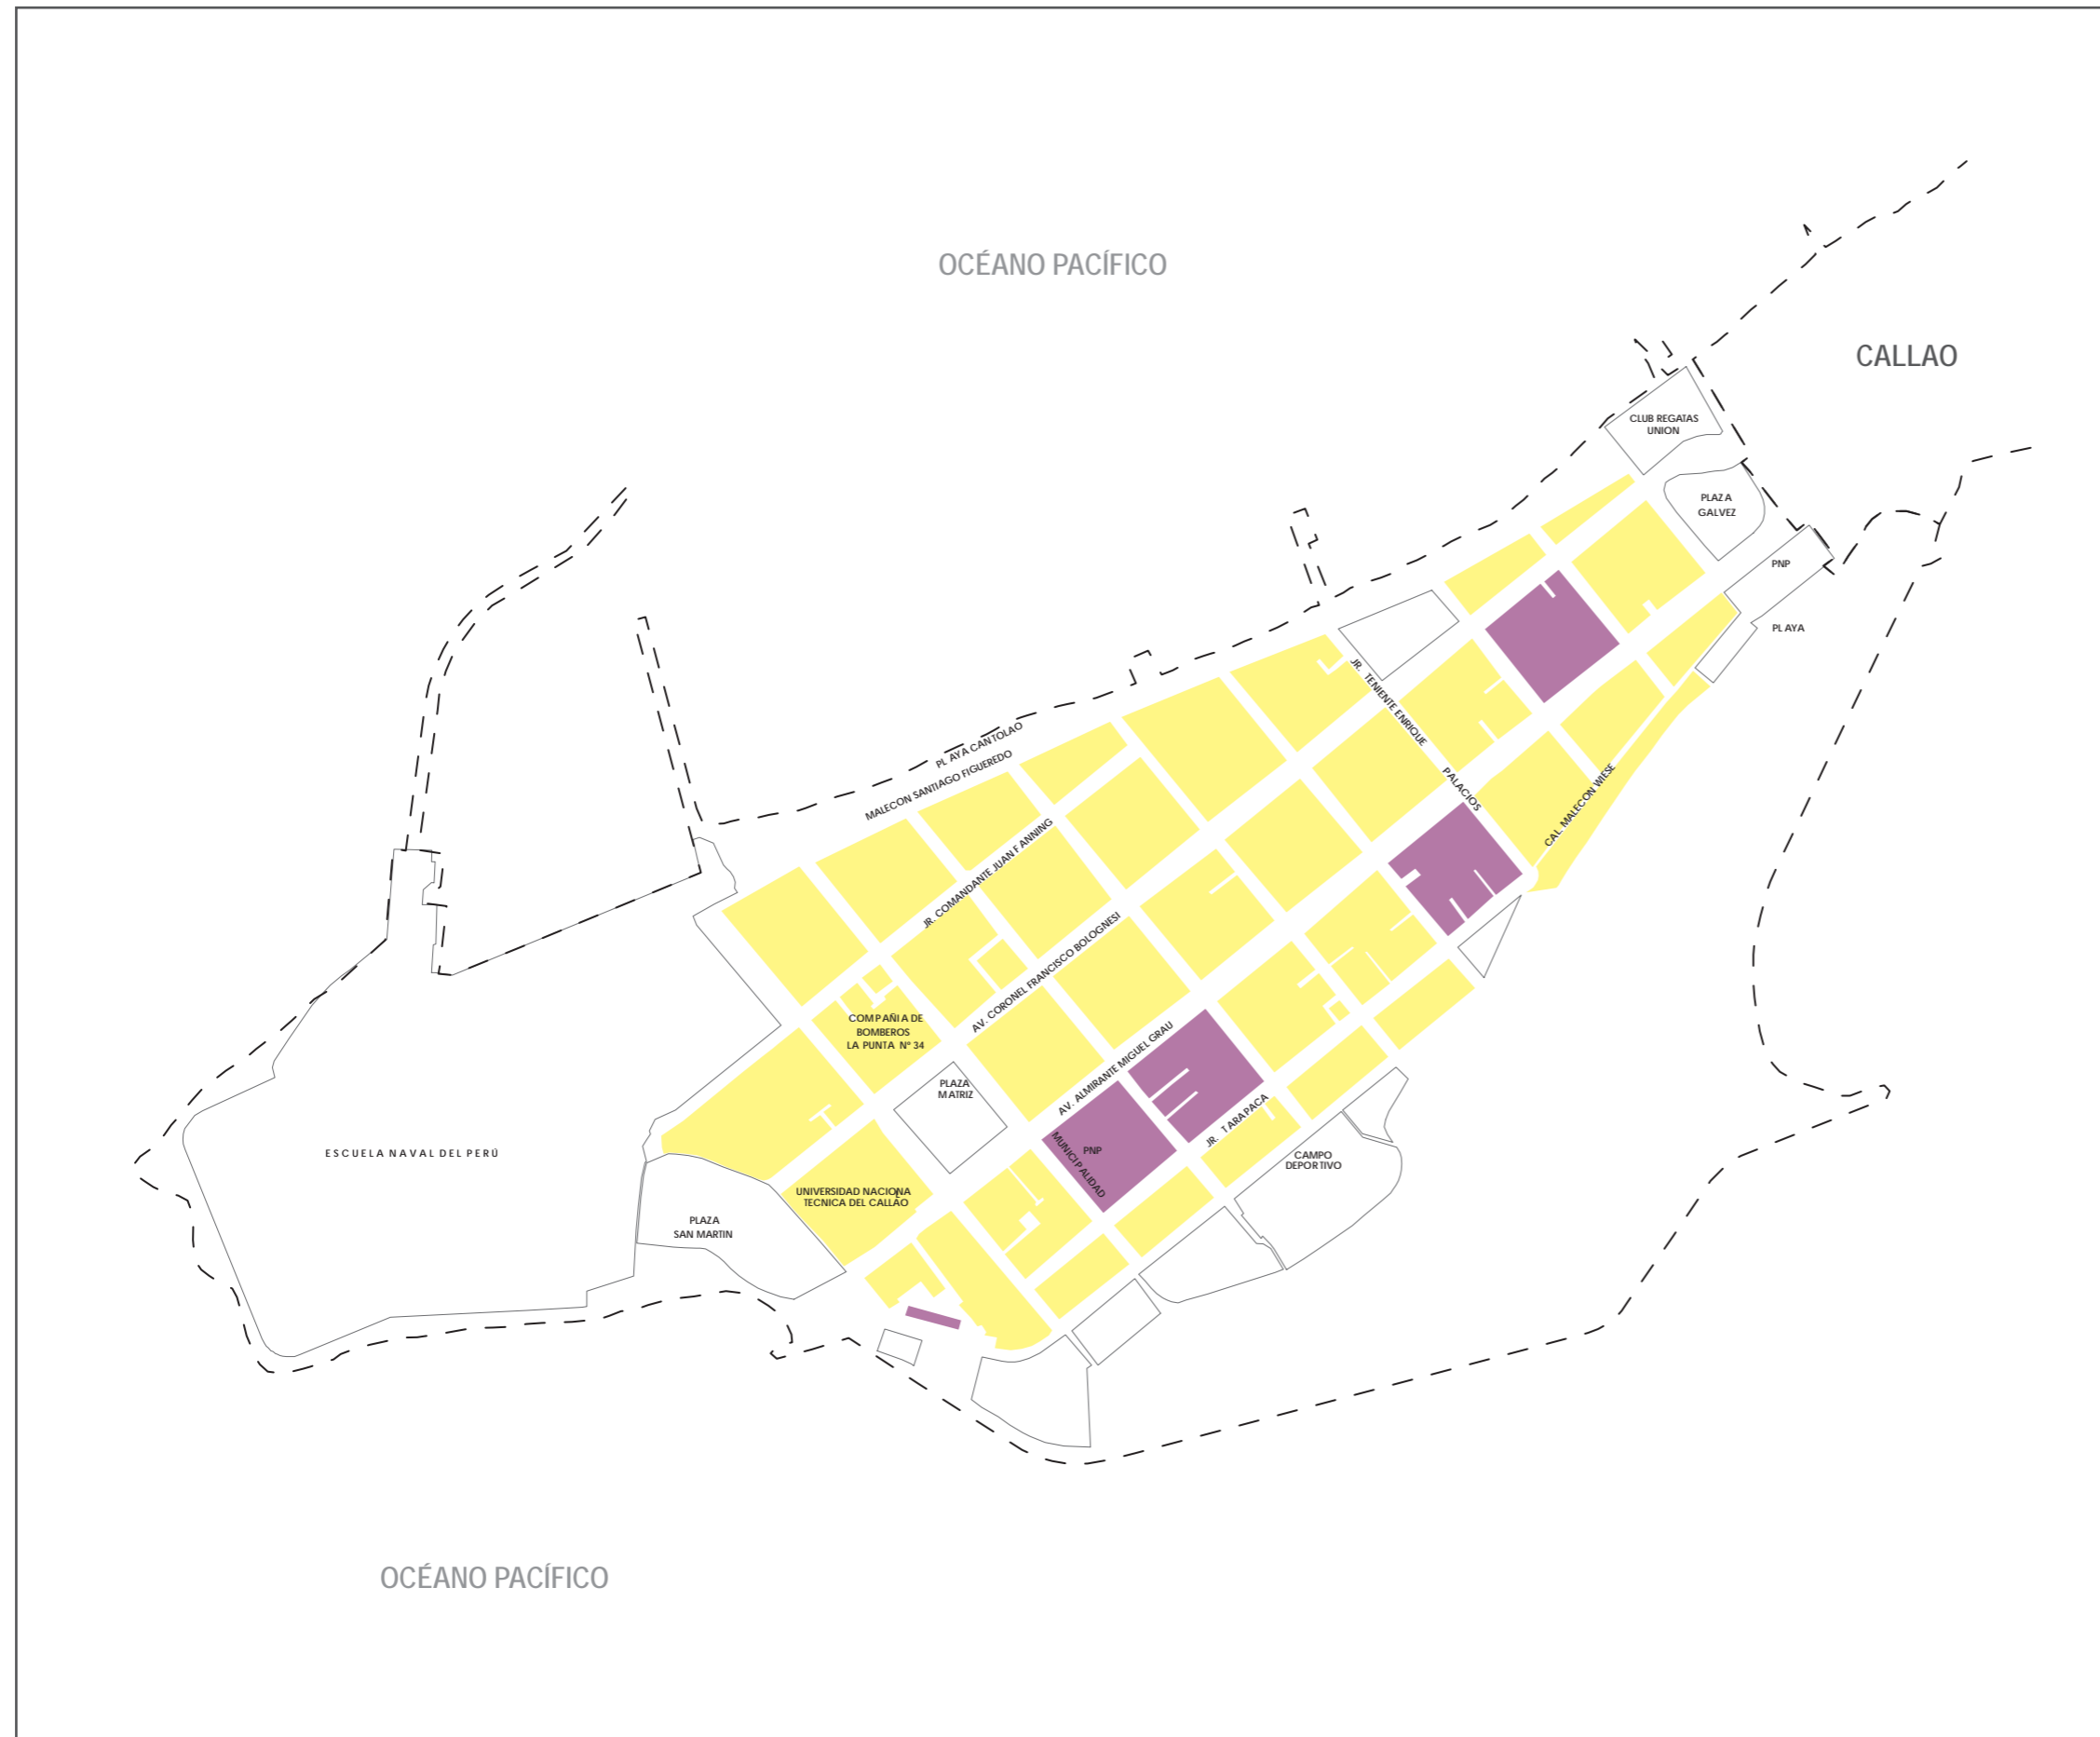 OCÉANO PACÍFICO
CALLAO
CLUB REGATAS
UNION
PLAZA
GALVEZ
PNP
PLAYA
JR. TENIENTE ENRIQUE PALACIOS
PLAYA CANTOLAO
MALECON SANTIAGO FIGUEREDO
CAL. MALECON WIESE
JR. COMANDANTE JUAN FANNING
AV. CORONEL FRANCISCO BOLOGNESI
COMPAÑIA DE
BOMBEROS
LA PUNTA Nº 34
AV. ALMIRANTE MIGUEL GRAU
PLAZA
MATRIZ
JR. TARAPACA
PNP
MUNICIPALIDAD
CAMPO
DEPORTIVO
ESCUELA NAVAL DEL PERÚ
UNIVERSIDAD NACIONAL
TECNICA DEL CALLAO
PLAZA
SAN MARTIN
OCÉANO PACÍFICO